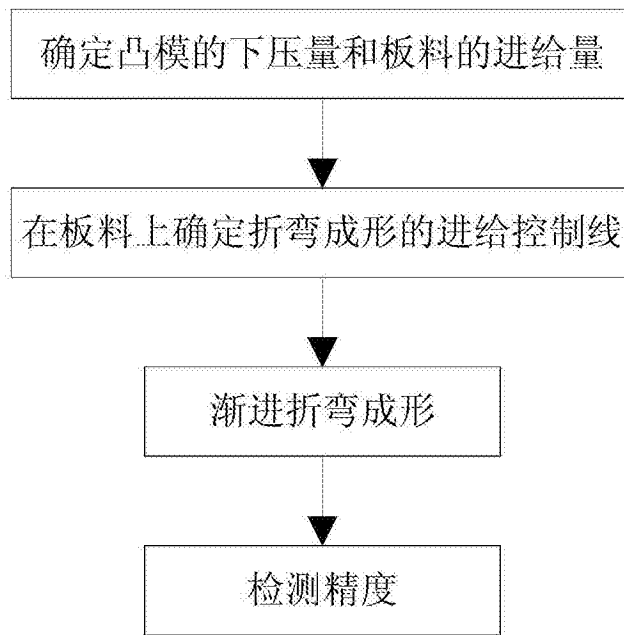 确定凸模的下压量和板料的进给量
在板料上确定折弯成形的进给控制线
渐进折弯成形
检测精度